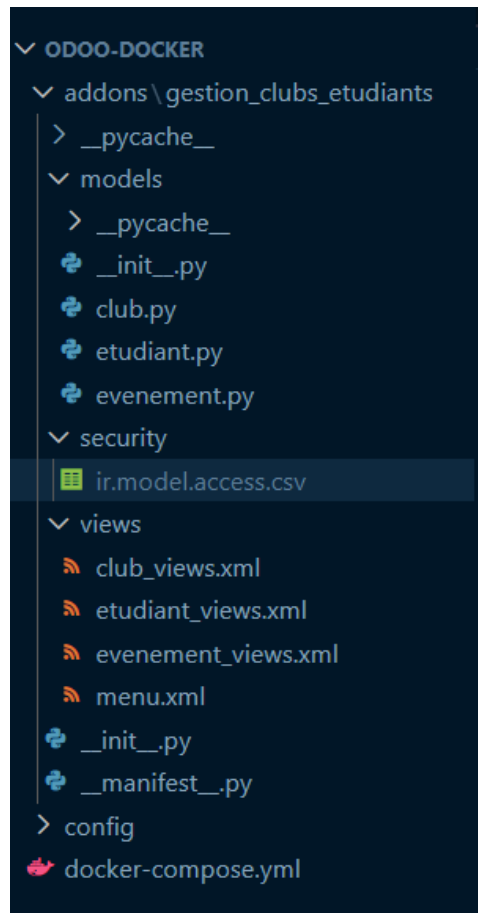 ODOO-DOCKER
addons\gestion_clubs_etudiants
__pycache__
models
__pycache__
__init__.py
club.py
etudiant.py
evenement.py
security
ir.model.access.csv
views
club_views.xml
etudiant_views.xml
evenement_views.xml
menu.xml
__init__.py
__manifest__.py
config
docker-compose.yml